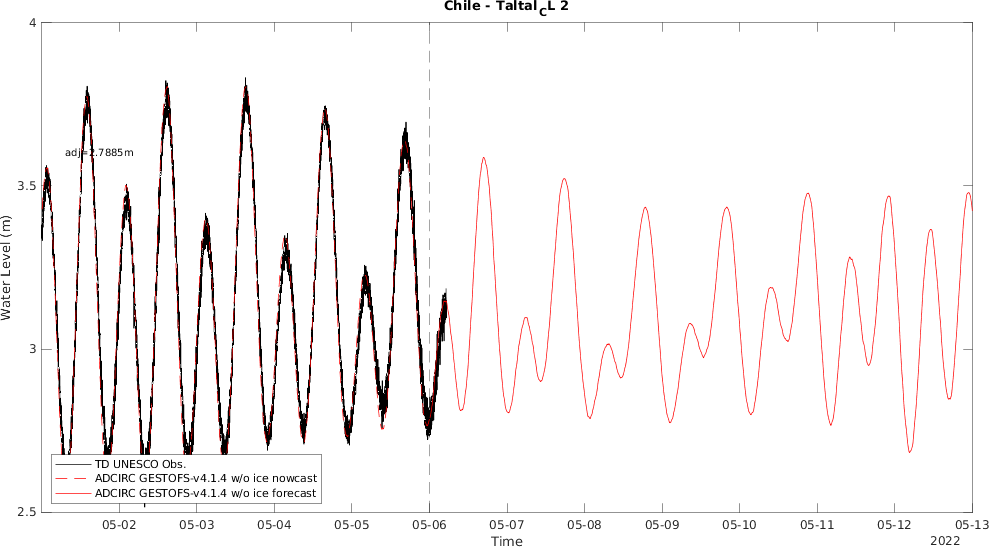 Chile - Taltal_CL 2
4
3.5
3
2.5
Water Level (m)
adj=2.7885m
TD UNESCO Obs.
ADCIRC GESTOFS-v4.1.4 w/o ice nowcast
ADCIRC GESTOFS-v4.1.4 w/o ice forecast
05-02 05-03 05-04 05-05 05-06 05-07 05-08 05-09 05-10 05-11 05-12 05-13
Time
2022